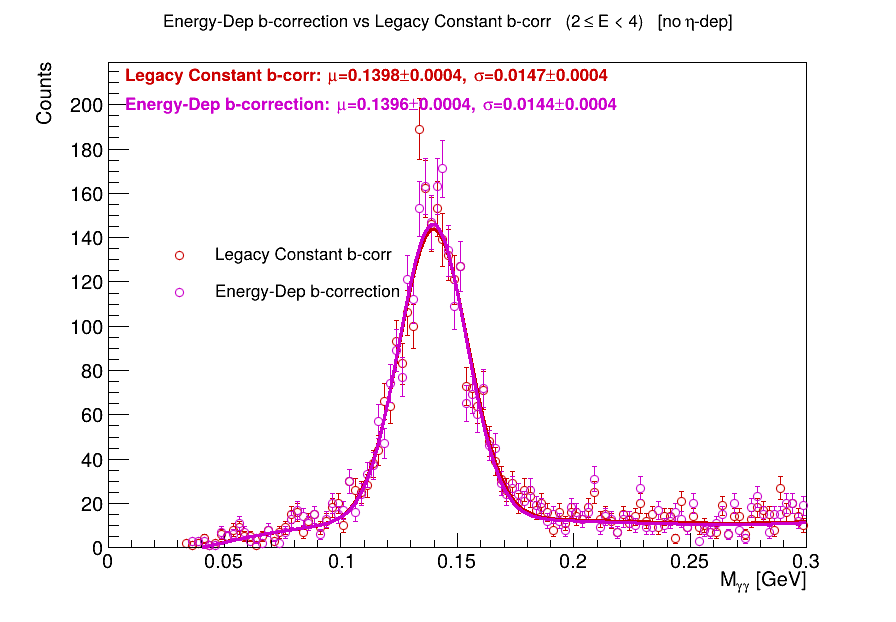 Energy-Dep b-correction vs Legacy Constant b-corr (2 ≤ E < 4) [no η-dep]
Counts
Legacy Constant b-corr: μ=0.1398±0.0004, σ=0.0147±0.0004
Energy-Dep b-correction: μ=0.1396±0.0004, σ=0.0144±0.0004
200
180
160
140
120
100
80
60
40
20
0
Legacy Constant b-corr
Energy-Dep b-correction
0 0.05 0.1 0.15 0.2 0.25 0.3
Mγγ [GeV]